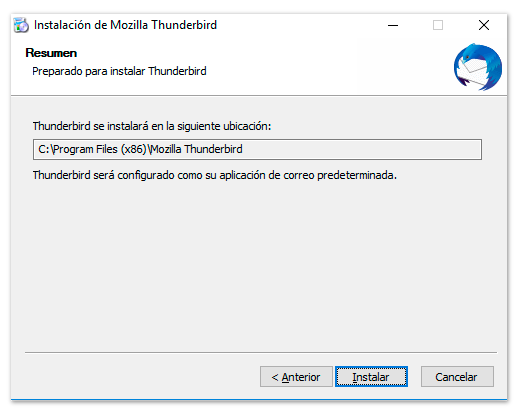 Instalación de Mozilla Thunderbird
Resumen
Preparado para instalar Thunderbird
Thunderbird se instalará en la siguiente ubicación:
C:\Program Files (x86)\Mozilla Thunderbird
Thunderbird será configurado como su aplicación de correo predeterminada.
< Anterior Instalar Cancelar